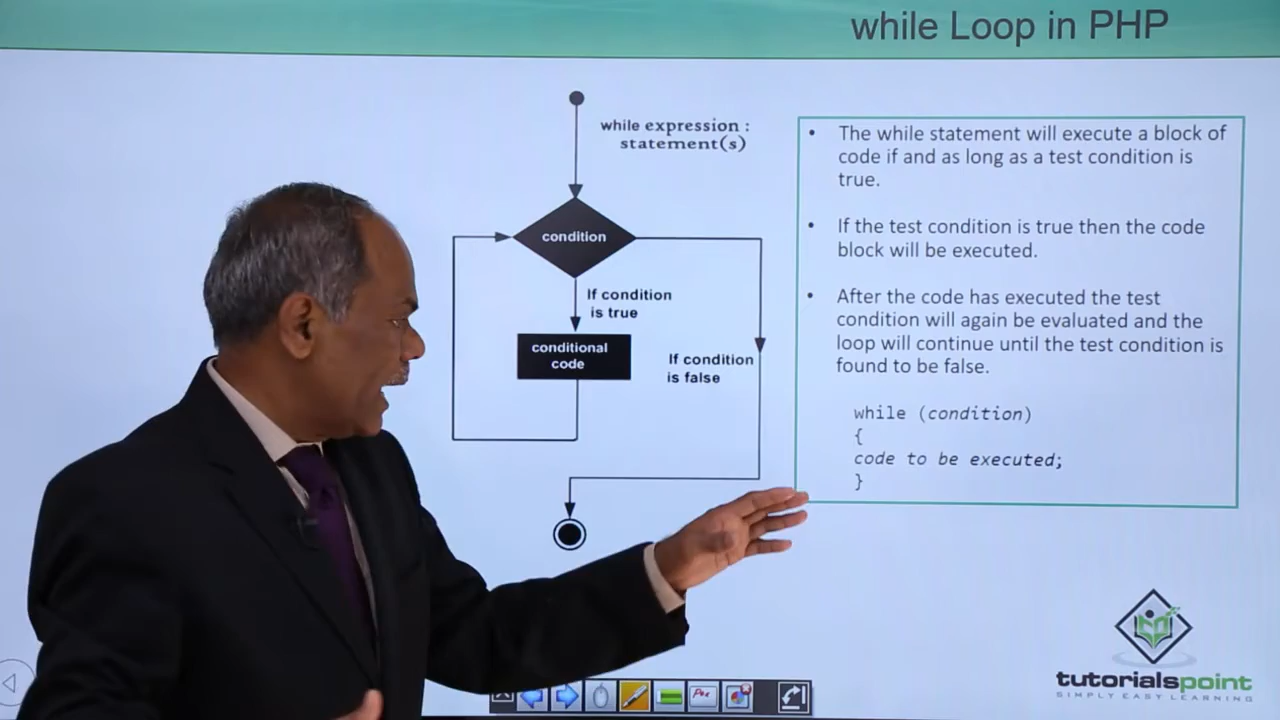 while Loop in PHP
while expression :
statement(s)
condition
If condition
is true
conditional
code
If condition
is false
• The while statement will execute a block of
code if and as long as a test condition is
true.
• If the test condition is true then the code
block will be executed.
• After the code has executed the test
condition will again be evaluated and the
loop will continue until the test condition is
found to be false.
while (condition)
{
code to be executed;
}
tutorialspoint
SIMPLY EASY LEARNING